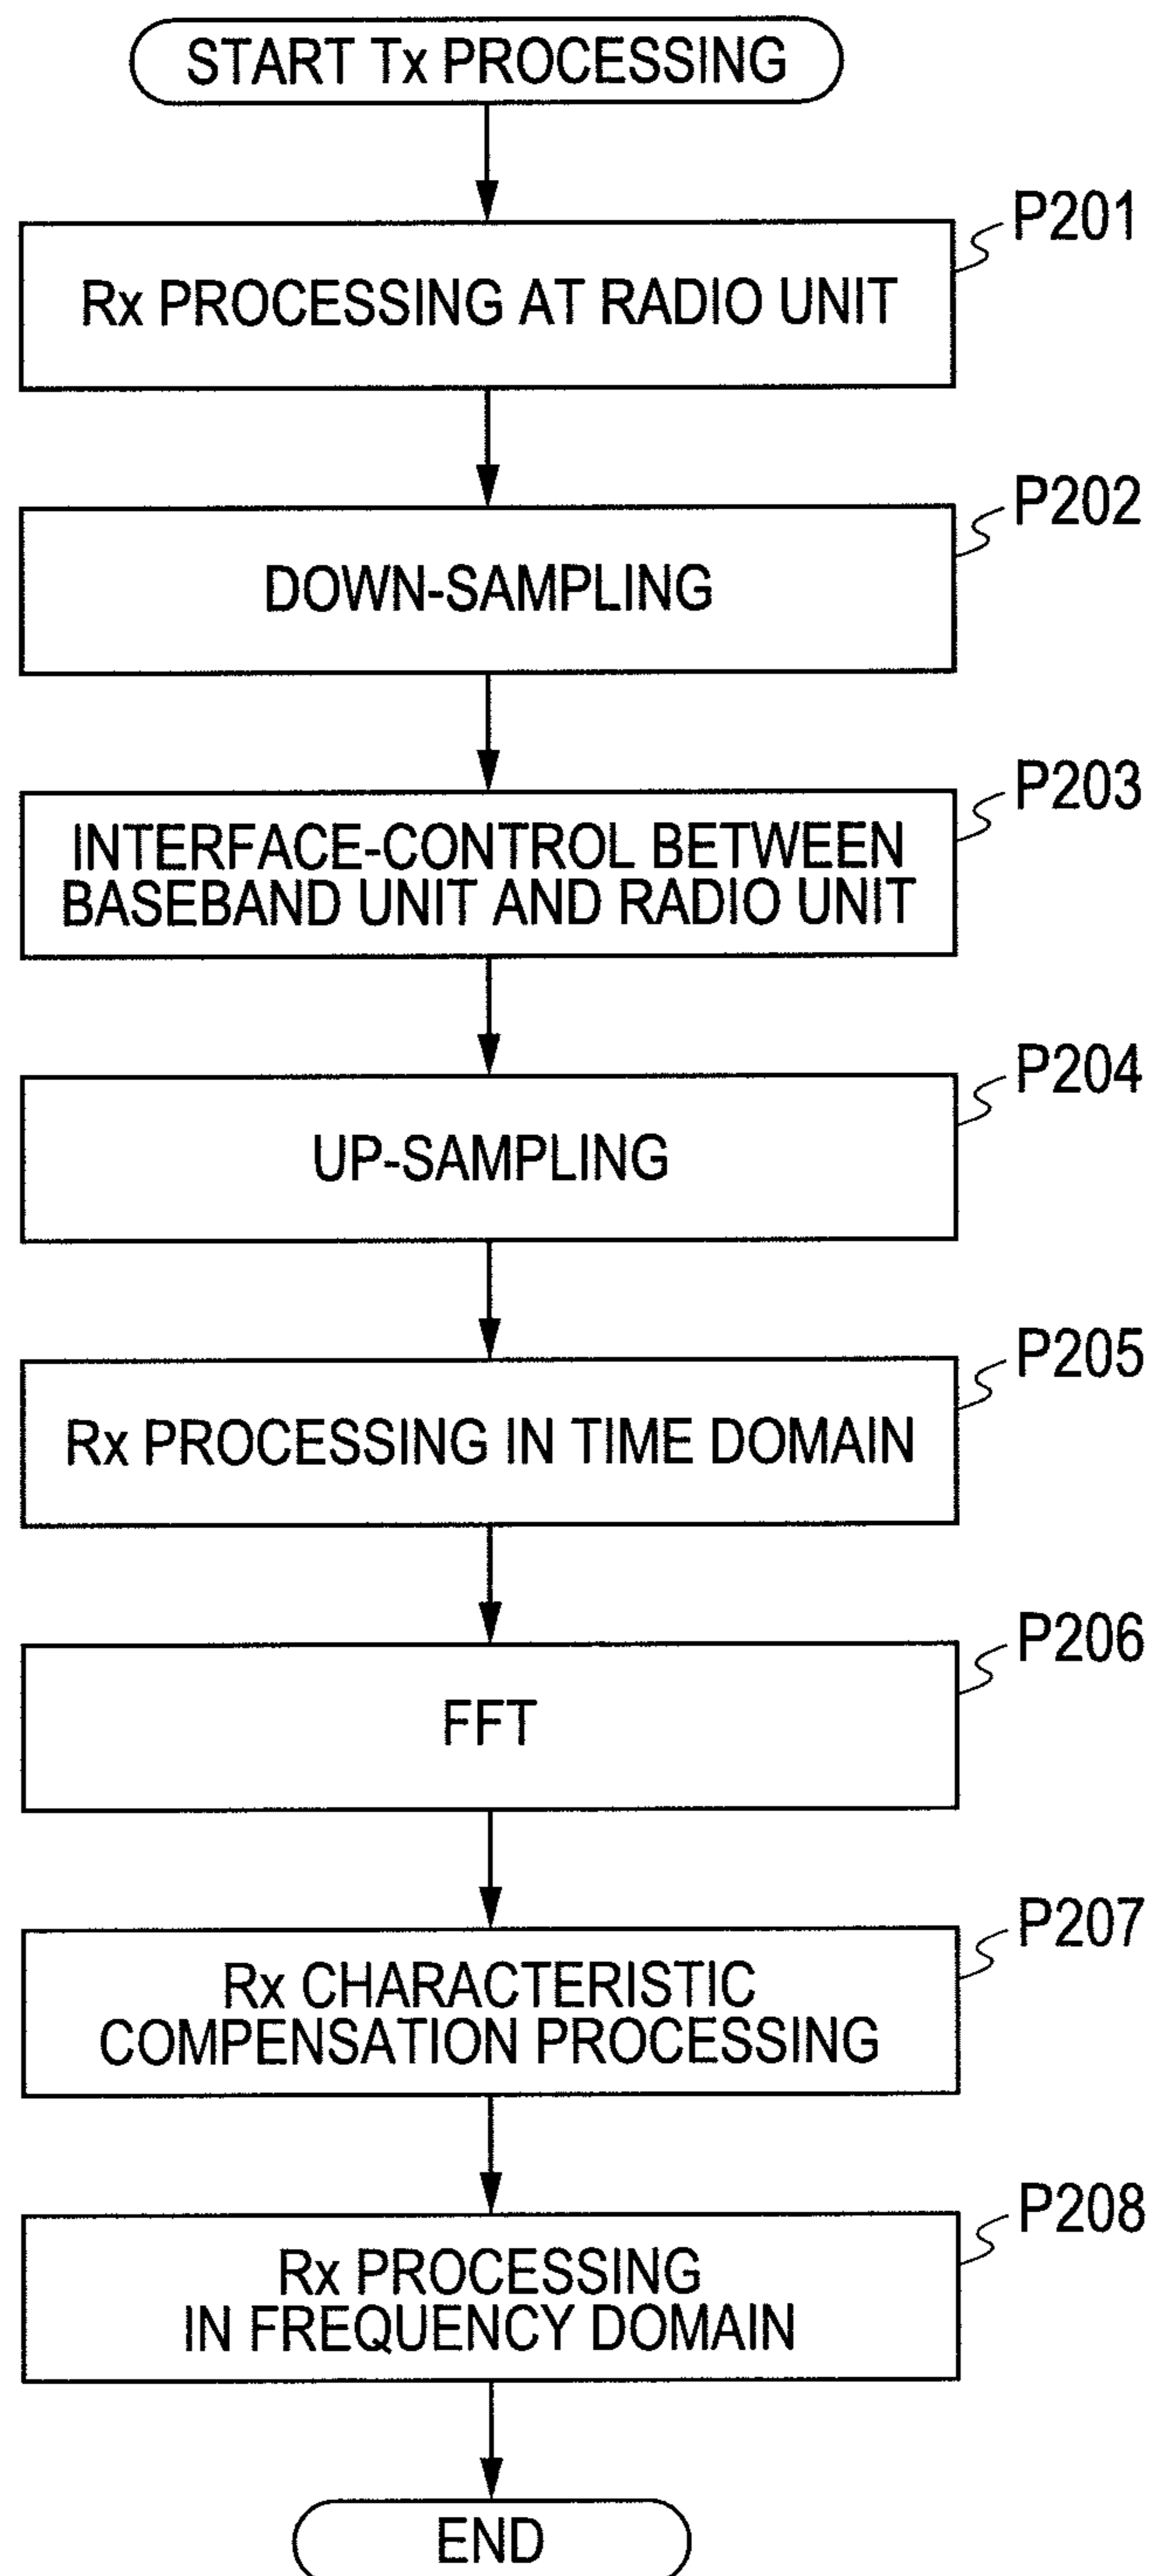 START Tx PROCESSING
P201
Rx PROCESSING AT RADIO UNIT
P202
DOWN-SAMPLING
P203
INTERFACE-CONTROL BETWEEN
BASEBAND UNIT AND RADIO UNIT
P204
UP-SAMPLING
P205
Rx PROCESSING IN TIME DOMAIN
P206
FFT
P207
Rx CHARACTERISTIC
COMPENSATION PROCESSING
P208
Rx PROCESSING
IN FREQUENCY DOMAIN
END